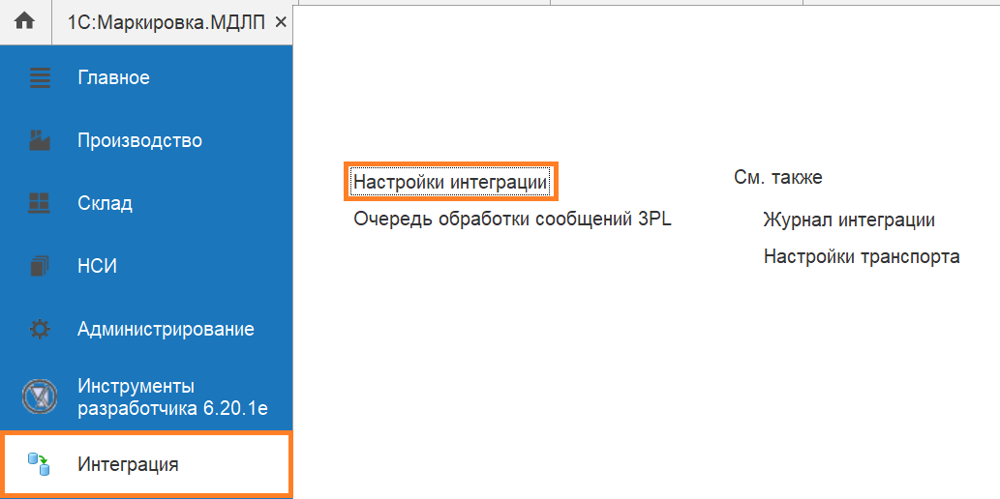 1С:Маркировка.МДЛП ×
Главное
Производство
Склад
НСИ
Администрирование
Инструменты
разработчика 6.20.1e
Интеграция
Настройки интеграции
Очередь обработки сообщений 3PL
См. также
Журнал интеграции
Настройки транспорта